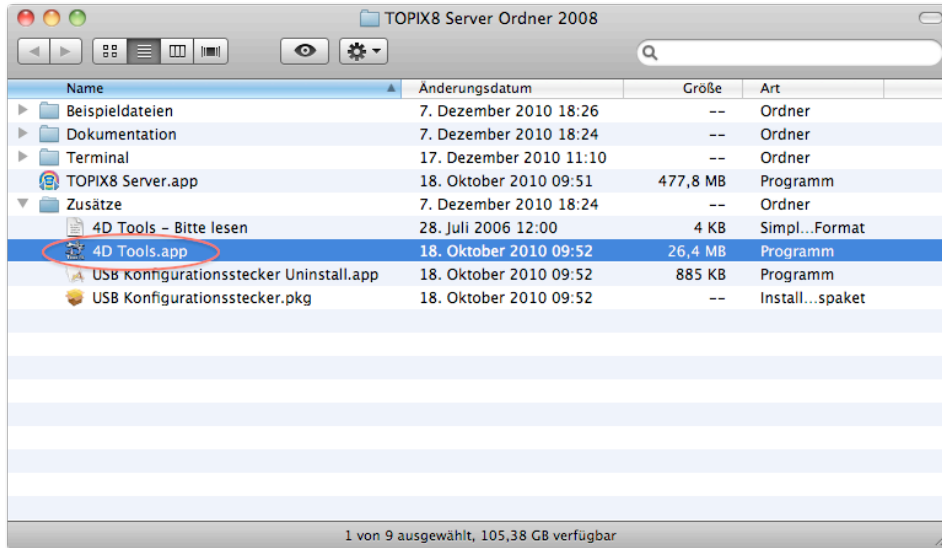 TOPIX8 Server Ordner 2008
Name Änderungsdatum Größe Art
Beispieldateien 7. Dezember 2010 18:26 -- Ordner
Dokumentation 7. Dezember 2010 18:24 -- Ordner
Terminal 17. Dezember 2010 11:10 -- Ordner
TOPIX8 Server.app 18. Oktober 2010 09:51 477,8 MB Programm
Zusätze 7. Dezember 2010 18:24 -- Ordner
4D Tools – Bitte lesen 28. Juli 2006 12:00 4 KB Simpl...Format
4D Tools.app 18. Oktober 2010 09:52 26,4 MB Programm
USB Konfigurationsstecker Uninstall.app 18. Oktober 2010 09:52 885 KB Programm
USB Konfigurationsstecker.pkg 18. Oktober 2010 09:52 -- Install...spaket
1 von 9 ausgewählt, 105,38 GB verfügbar